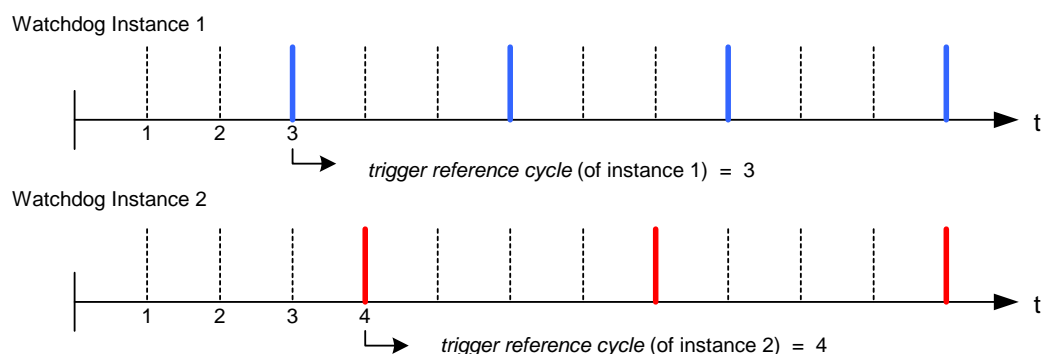 Watchdog Instance 1
t
1 2 3
trigger reference cycle (of instance 1) = 3
Watchdog Instance 2
t
1 2 3 4
trigger reference cycle (of instance 2) = 4